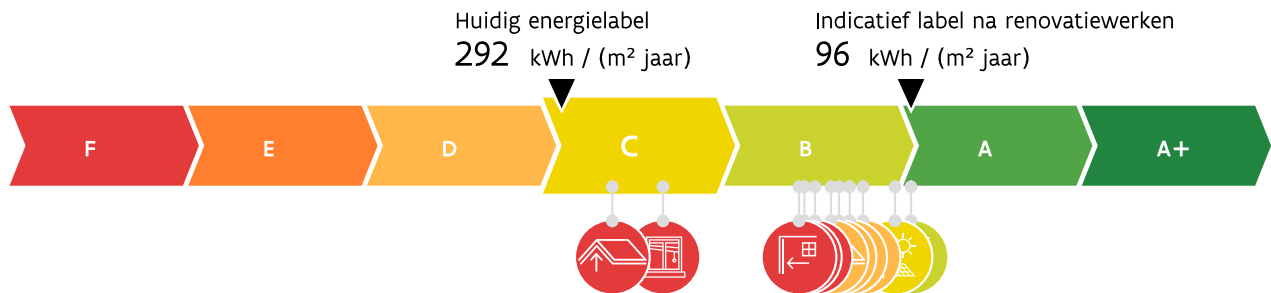 Huidig energielabel
292 kWh / (m² jaar)
Indicatief label na renovatiewerken
96 kWh / (m² jaar)
F E D C B A A+